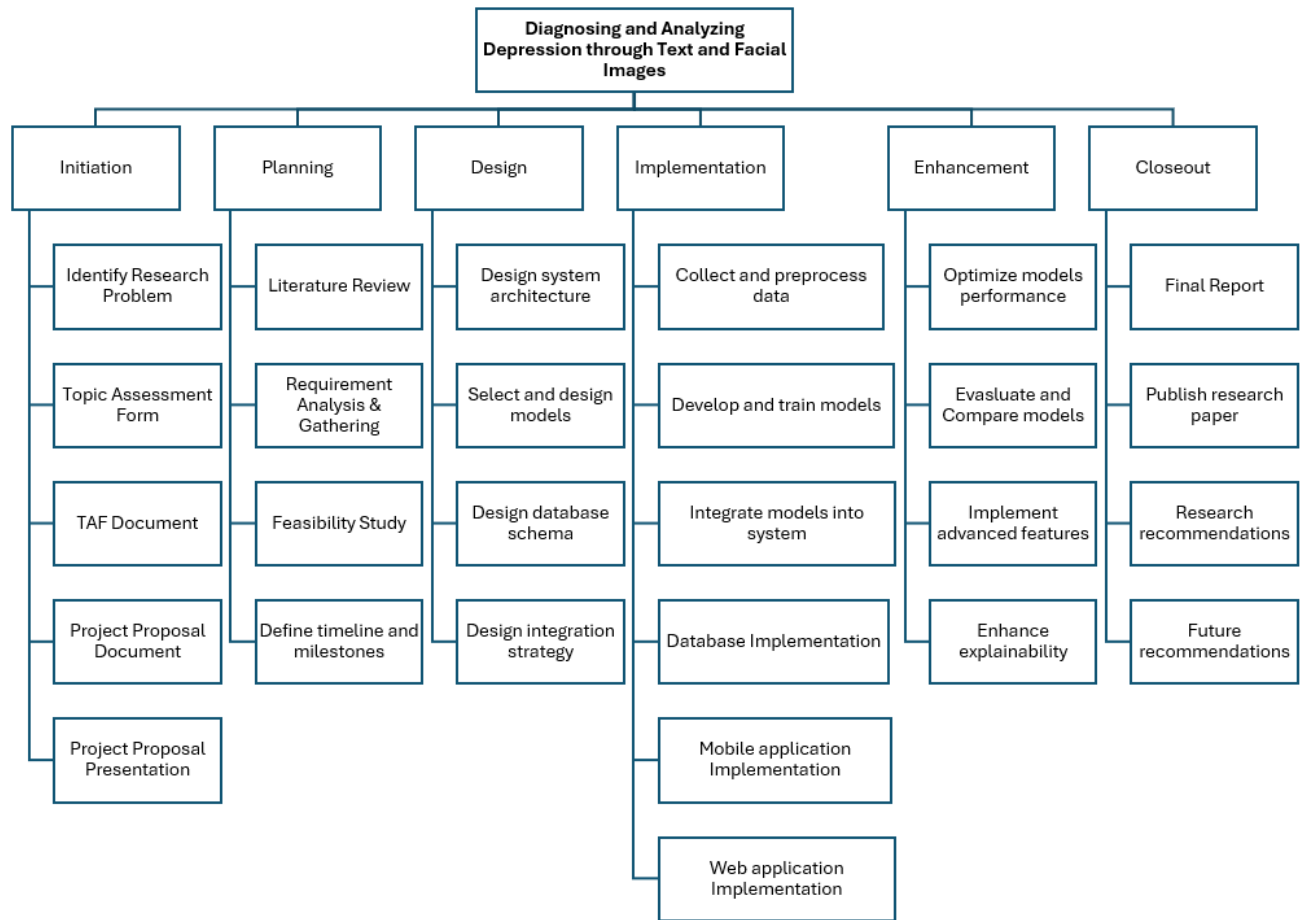 Diagnosing and Analyzing
Depression through Text and Facial
Images
Initiation
Planning
Design
Implementation
Enhancement
Closeout
Identify Research
Problem
Topic Assessment
Form
TAF Document
Project Proposal
Document
Project Proposal
Presentation
Literature Review
Requirement
Analysis &
Gathering
Feasibility Study
Define timeline and
milestones
Design system
architecture
Select and design
models
Design database
schema
Design integration
strategy
Collect and preprocess
data
Develop and train models
Integrate models into
system
Database Implementation
Mobile application
Implementation
Web application
Implementation
Optimize models
performance
Evasluate and
Compare models
Implement
advanced features
Enhance
explainability
Final Report
Publish research
paper
Research
recommendations
Future
recommendations